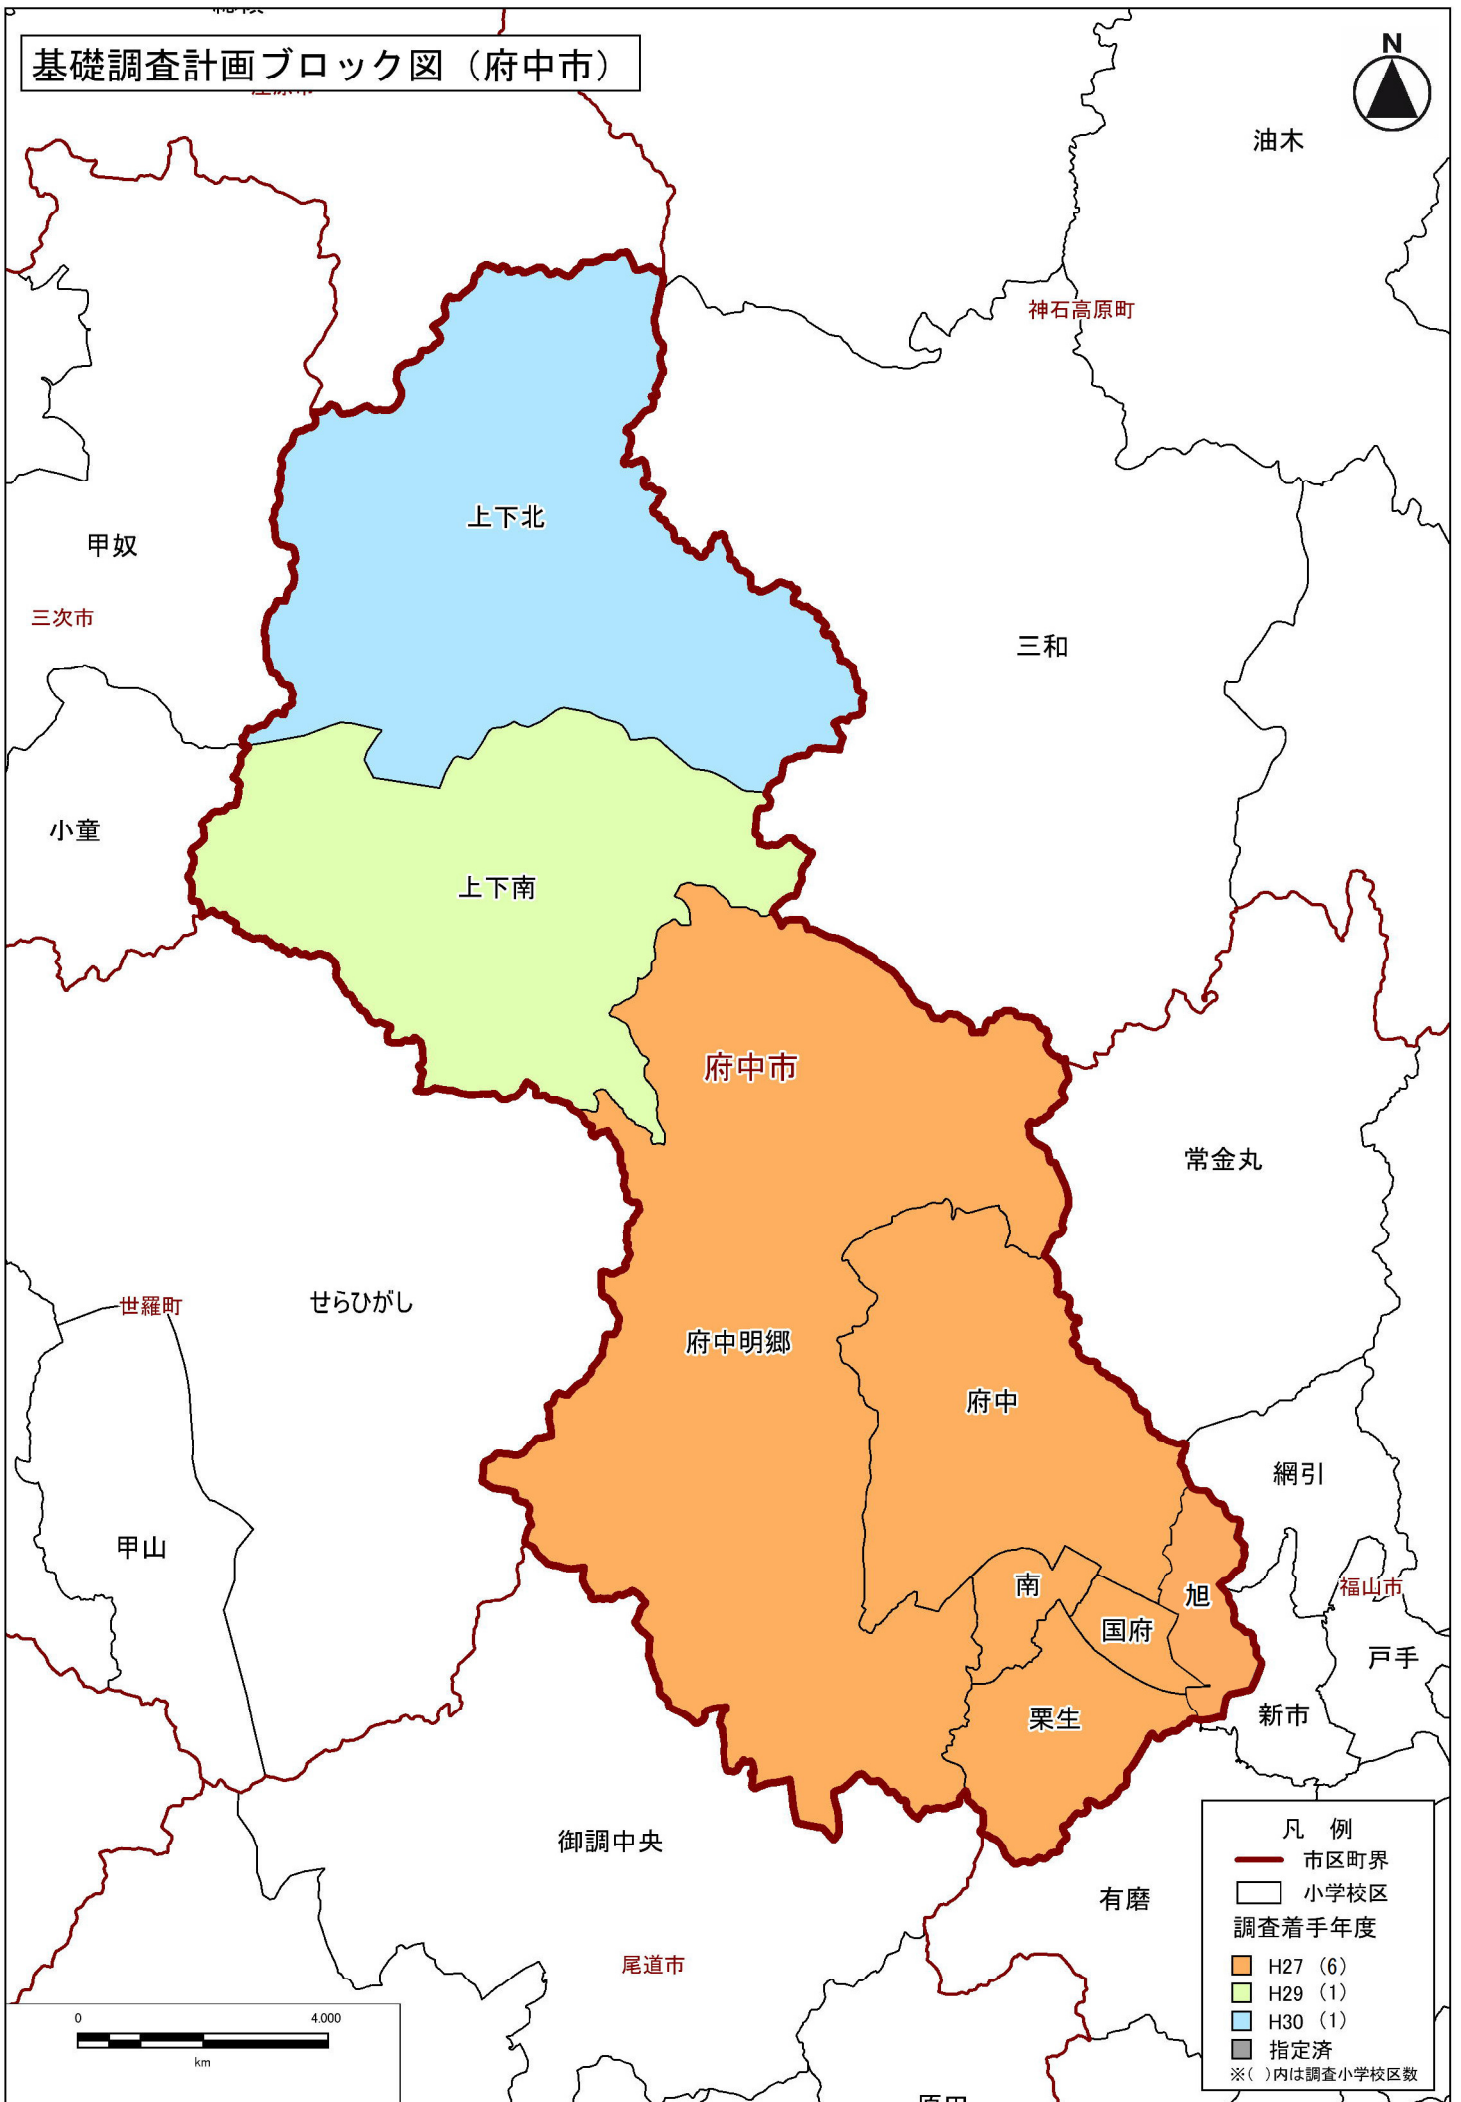 基礎調査計画ブロック図（府中市）
N
油木
神石高原町
上下北
甲奴
三次市
三和
小童
上下南
府中市
常金丸
せらひがし
世羅町
府中明郷
府中
網引
甲山
南
旭
福山市
国府
戸手
栗生
新市
御調中央
有磨
尾道市
凡 例
市区町界
小学校区
調査着手年度
H27（6）
H29（1）
H30（1）
指定済
※( )内は調査小学校区数
0 4,000
km